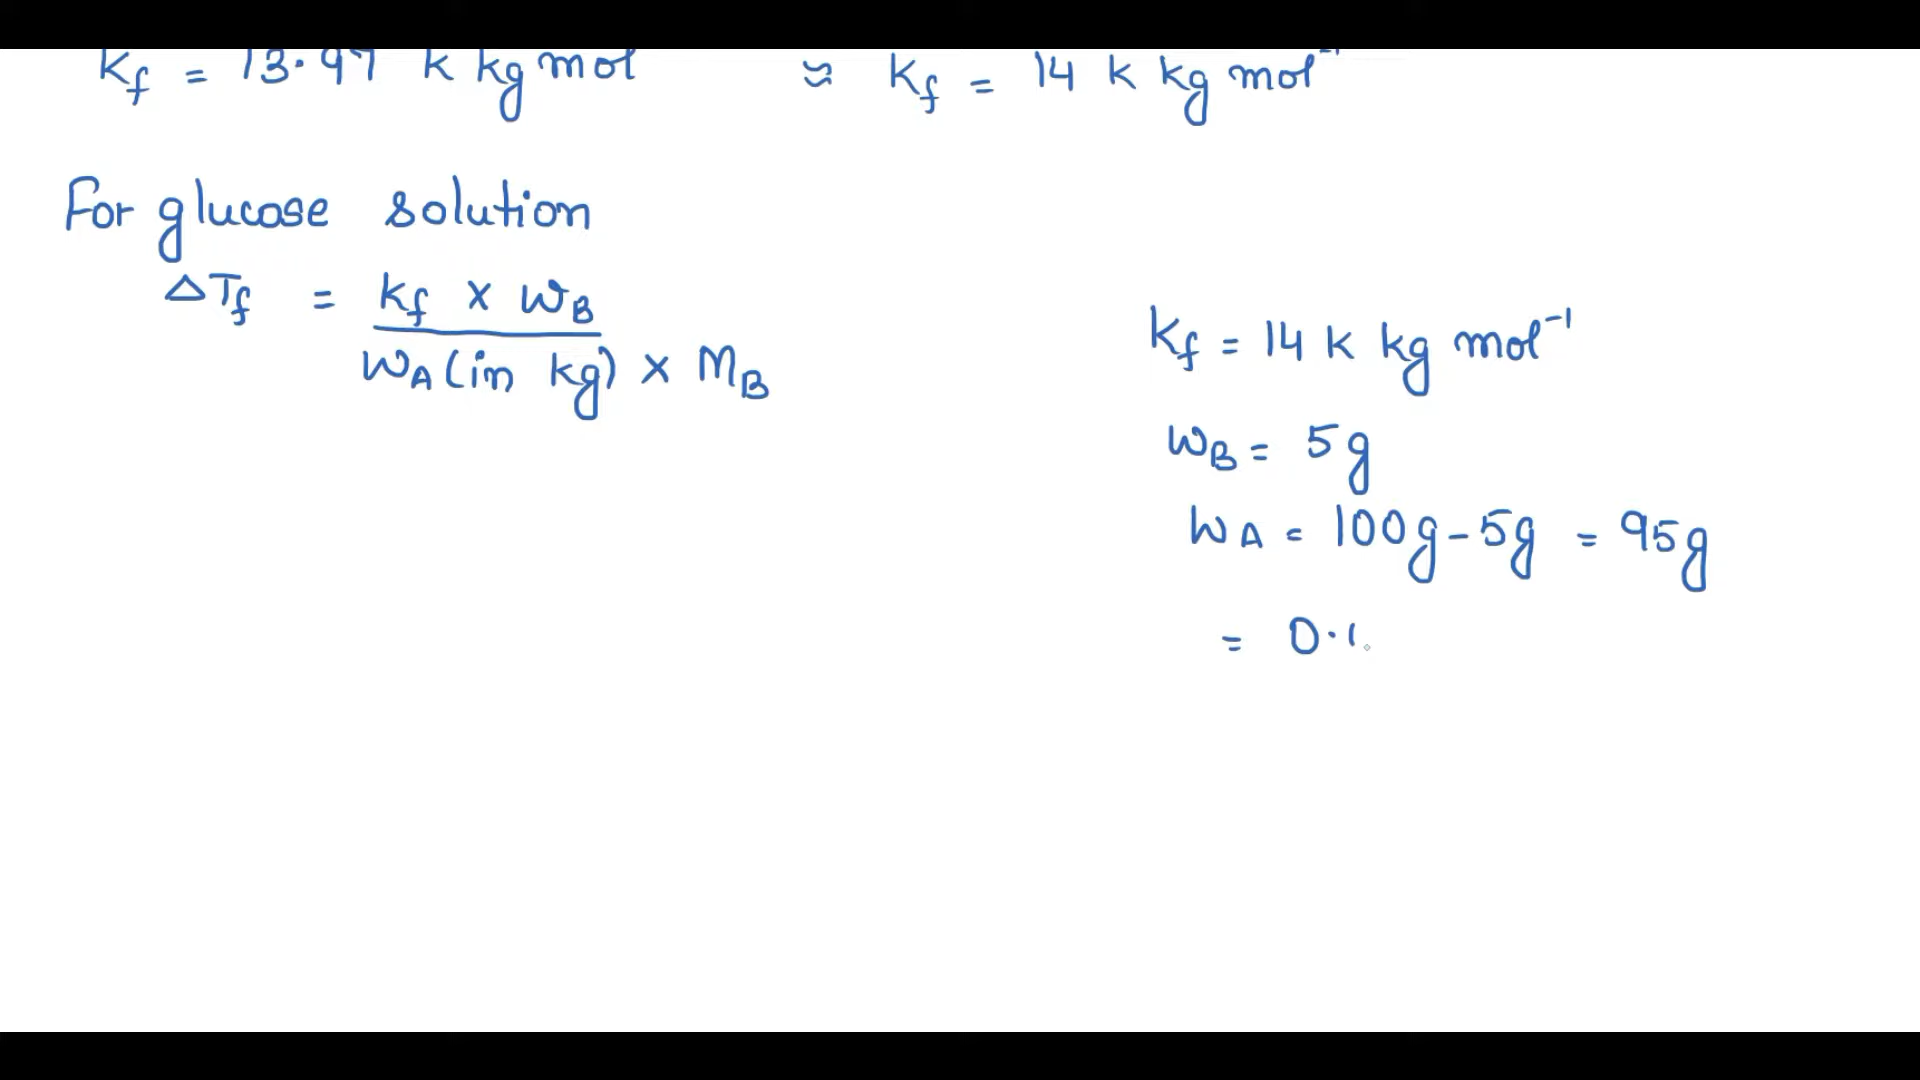 Kf = 13.97 K kg mol ≈ Kf = 14 K kg mol⁻¹
For glucose solution
ΔTf = Kf × WB
WA (in kg) × MB
Kf = 14 K kg mol⁻¹
WB = 5g
WA = 100g - 5g = 95g
= 0.